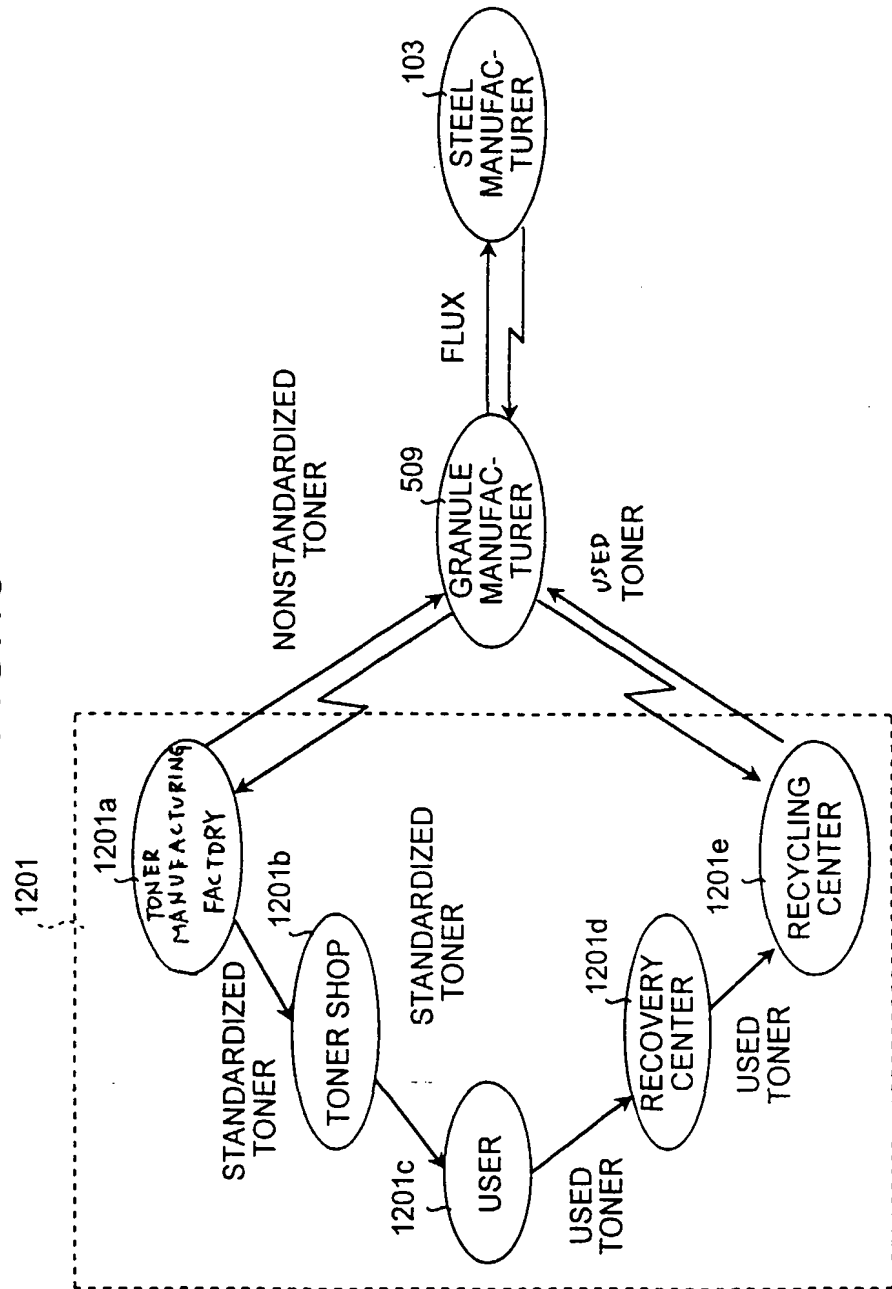 1201
1201a
TONER
MANUFACTURING
FACTORY
STANDARDIZED
TONER
1201b
TONER SHOP
STANDARDIZED
TONER
1201c
USER
USED
TONER
1201d
RECOVERY
CENTER
USED
TONER
1201e
RECYCLING
CENTER
NONSTANDARDIZED
TONER
509
GRANULE
MANUFAC-
TURER
USED
TONER
FLUX
103
STEEL
MANUFAC-
TURER